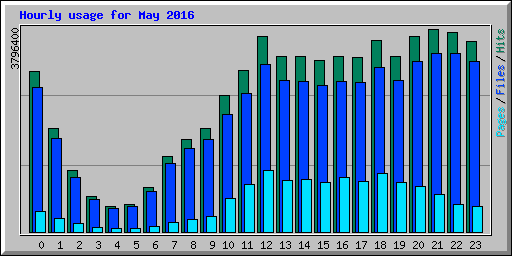 Hourly usage for May 2016
3796400
Pages/Files/Hits
0 1 2 3 4 5 6 7 8 9 10 11 12 13 14 15 16 17 18 19 20 21 22 23